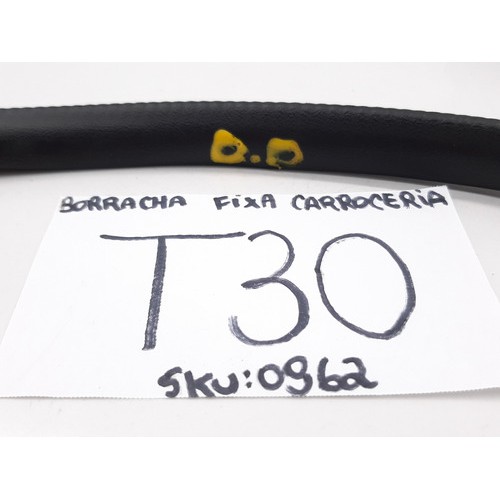 D.D
BORRACHA FIXA CARROCERIA
T30
SKU:0962